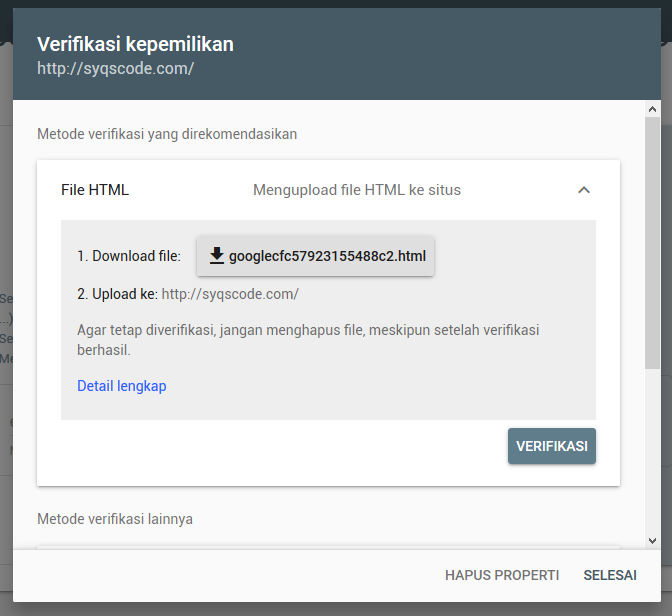 Verifikasi kepemilikan
http://syqscode.com/
Metode verifikasi yang direkomendasikan
File HTML Mengupload file HTML ke situs
1. Download file: googlecfc57923155488c2.html
2. Upload ke: http://syqscode.com/
Agar tetap diverifikasi, jangan menghapus file, meskipun setelah verifikasi
berhasil.
Detail lengkap
VERIFIKASI
Metode verifikasi lainnya
HAPUS PROPERTI SELESAI